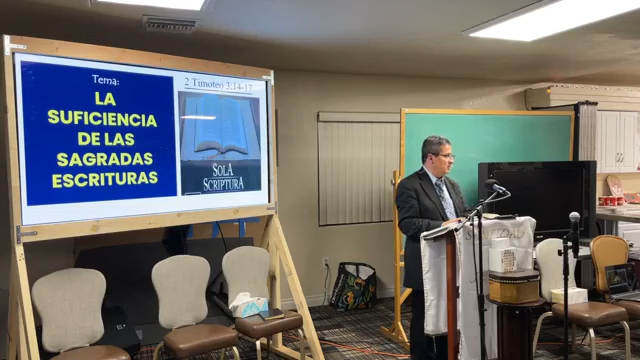 Tema:
LA
SUFICIENCIA
DE LAS
SAGRADAS
ESCRITURAS
2 Timoteo 3:14-17
SOLA
SCRIPTURA